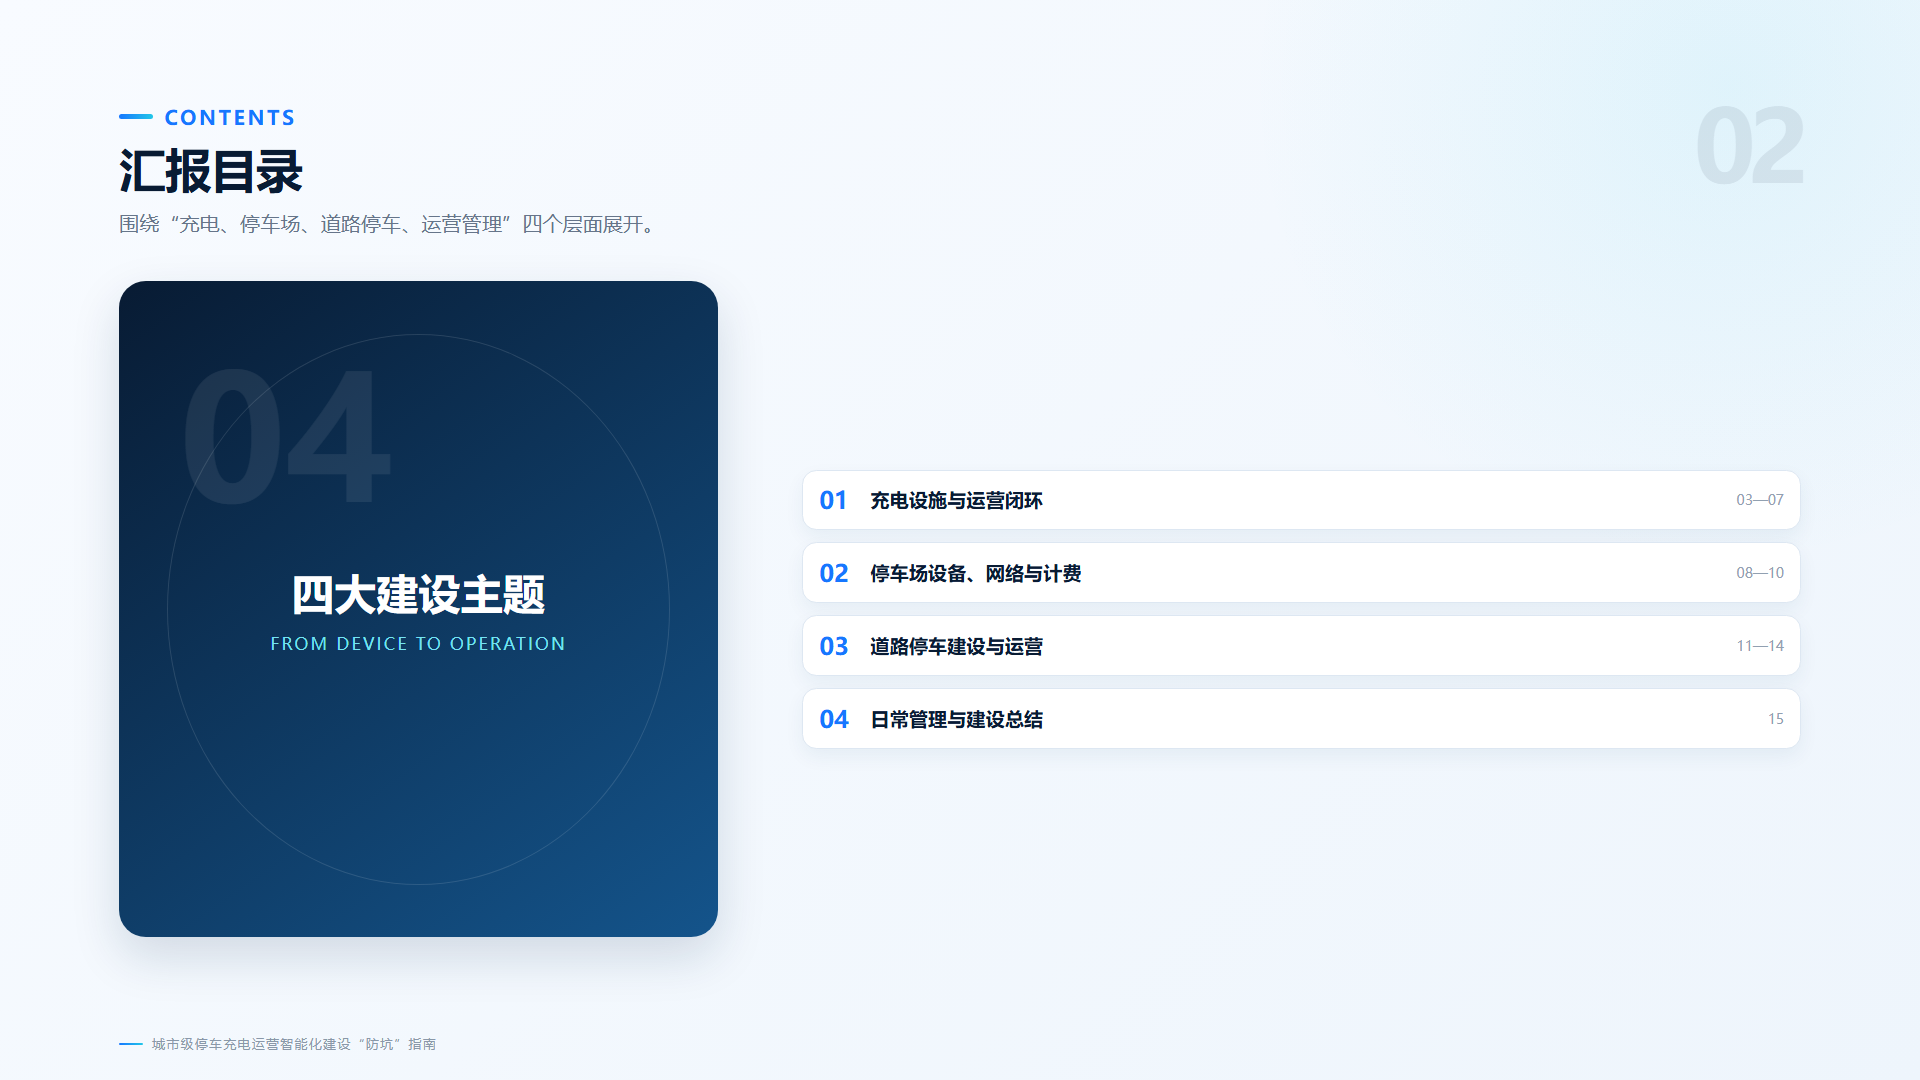 CONTENTS
汇报目录
围绕“充电、停车场、道路停车、运营管理”四个层面展开。
02
04
四大建设主题
FROM DEVICE TO OPERATION
01 充电设施与运营闭环 03—07
02 停车场设备、网络与计费 08—10
03 道路停车建设与运营 11—14
04 日常管理与建设总结 15
城市级停车充电运营智能化建设“防坑”指南